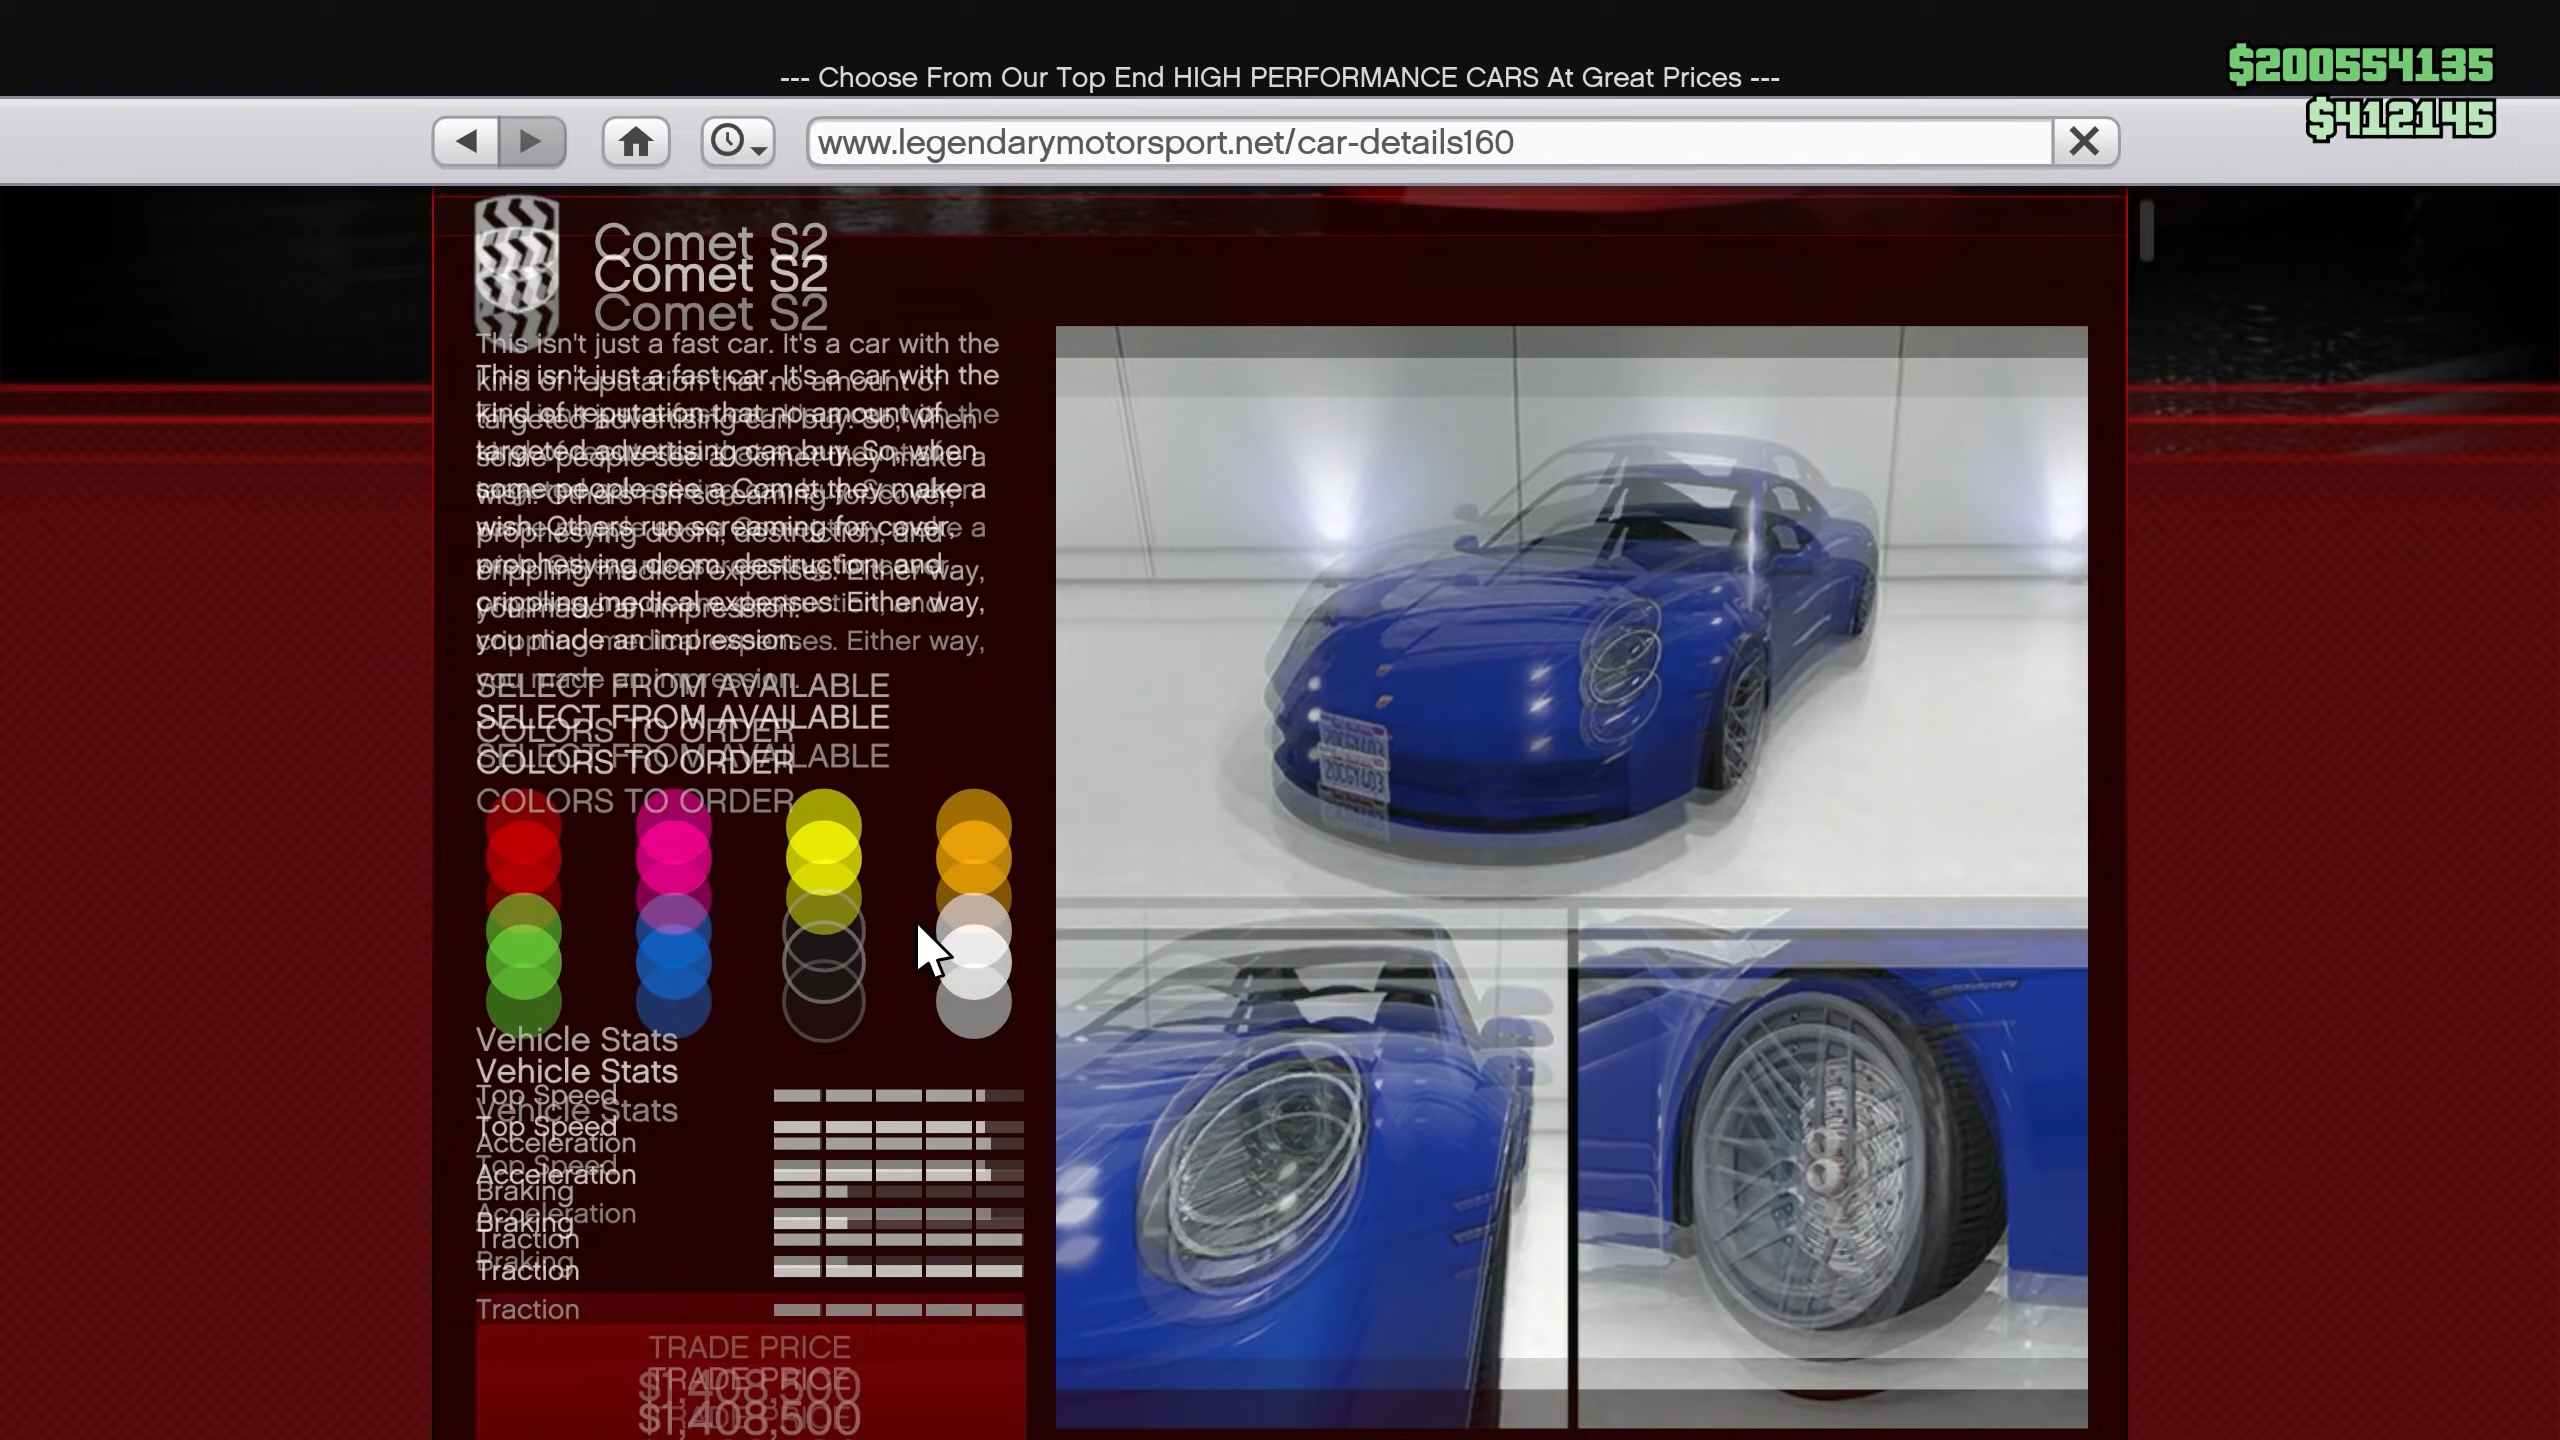 --- Choose From Our Top End HIGH PERFORMANCE CARS At Great Prices ---
$200554135
$412145
www.legendarymotorsport.net/car-details160
Comet S2
This isn't just a fast car. It's a car with the
kind of reputation that no amount of
targeted advertising can buy. So, when
some people see a Comet they make a
wish. Others run screaming for cover,
prophesying doom, destruction, and
crippling medical expenses. Either way,
you made an impression.
SELECT FROM AVAILABLE
COLORS TO ORDER
Vehicle Stats
Top Speed
Acceleration
Braking
Traction
TRADE PRICE
$1,408,500